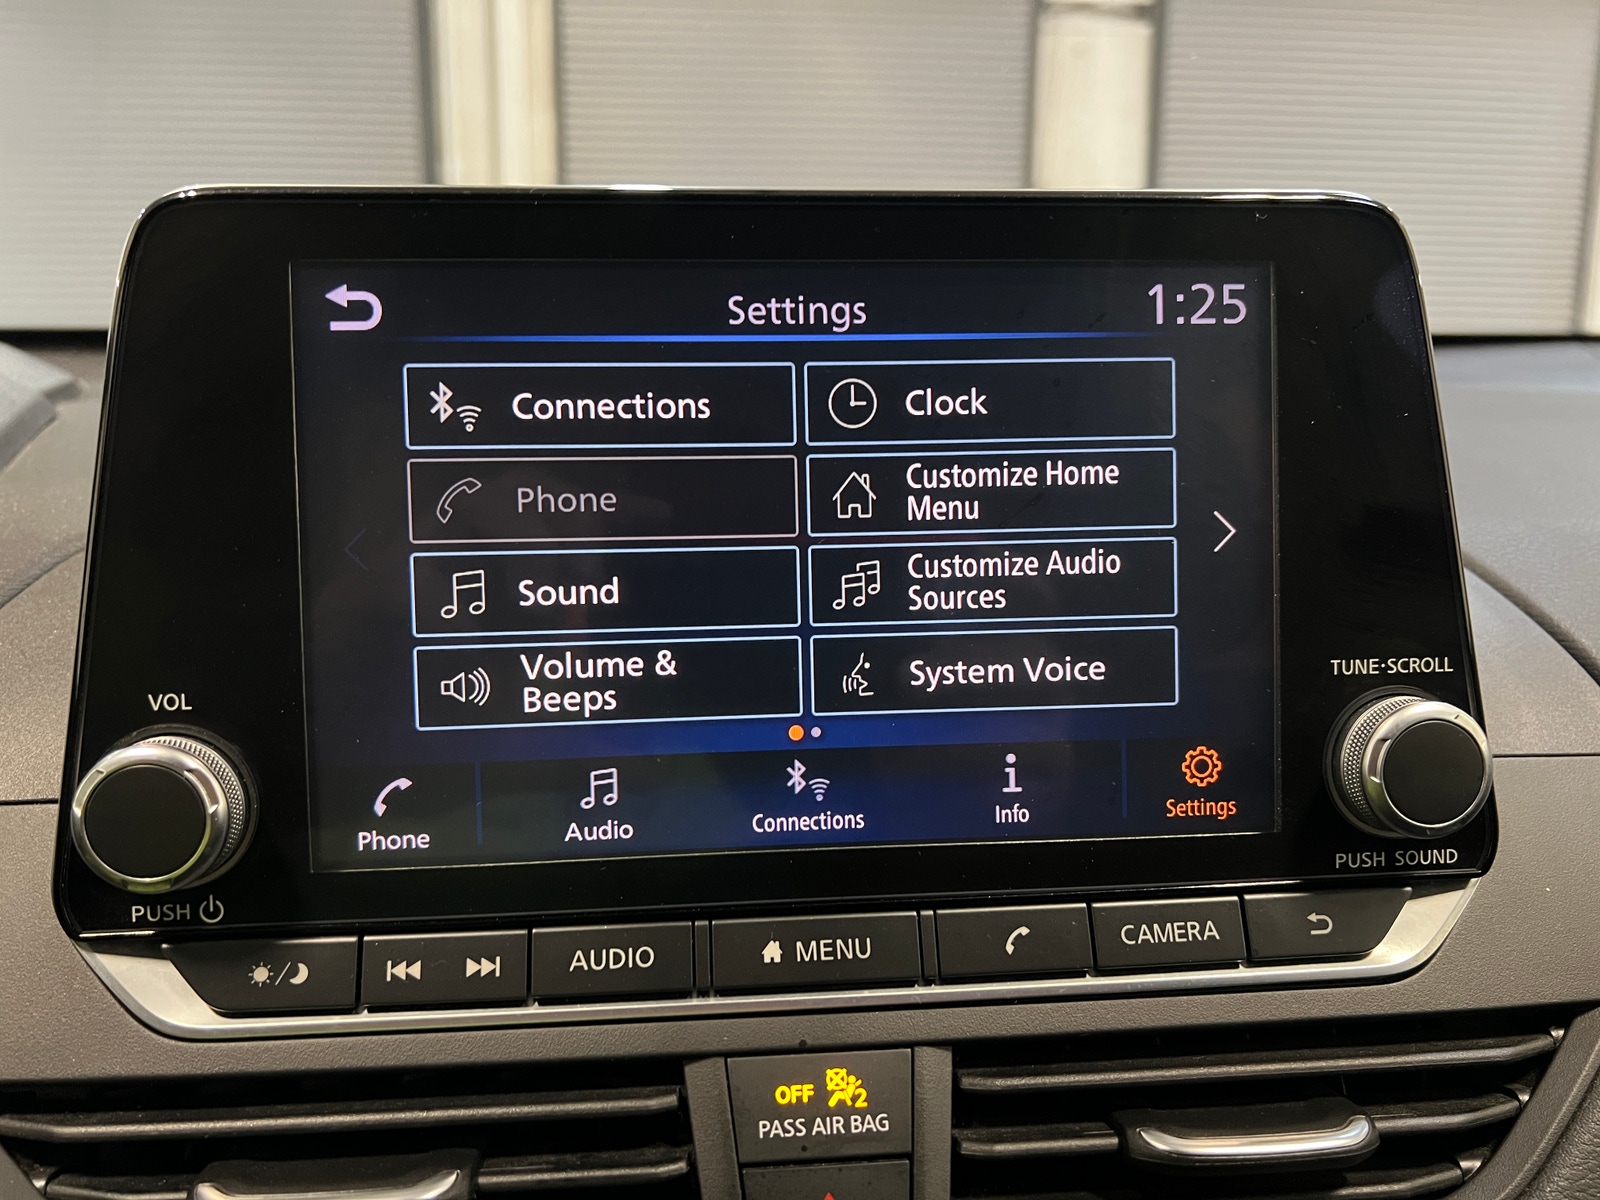 Settings
1:25
Connections
Clock
Phone
Customize Home
Menu
Sound
Customize Audio
Sources
Volume &
Beeps
System Voice
Phone
Audio
Connections
Info
Settings
VOL
PUSH
TUNE·SCROLL
PUSH SOUND
AUDIO
MENU
CAMERA
OFF
2
PASS AIR BAG